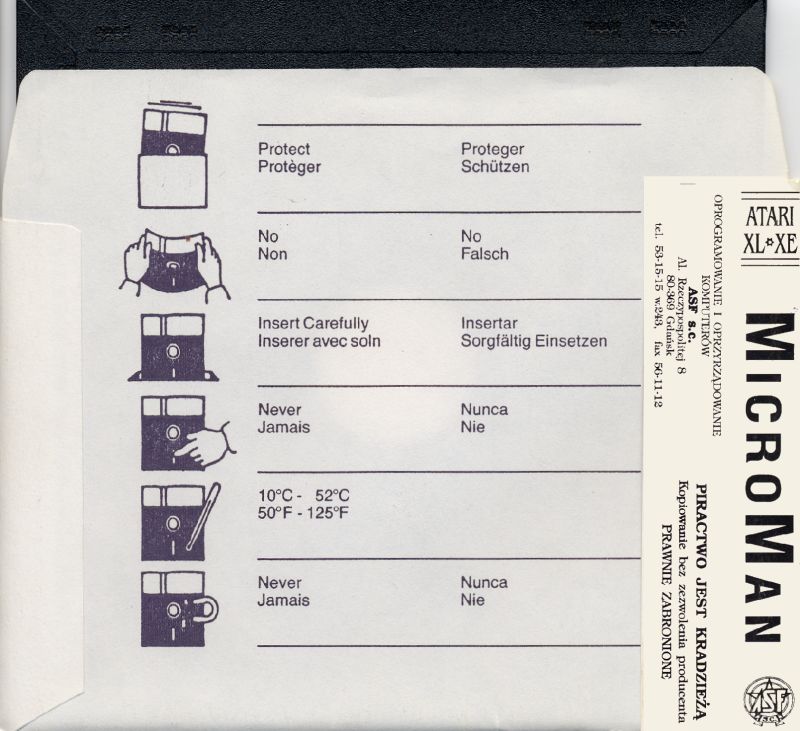 Protect Proteger
Protèger Schützen
No No
Non Falsch
Insert Carefully Insertar
Inserer avec soln Sorgfältig Einsetzen
Never Nunca
Jamais Nie
10°C - 52°C
50°F - 125°F
Never Nunca
Jamais Nie
ATARI
XL☆XE
MICROMAN
OPROGRAMOWANIE I OPRZYRZĄDOWANIE
KOMPUTERÓW
ASF s.c.
Al. Rzeczypospolitej 8
80-369 Gdańsk
tel. 53-15-15 w.243, fax 56-11-12
PIRACTWO JEST KRADZIEŻĄ
Kopiowanie bez zezwolenia producenta
PRAWNIE ZABRONIONE
ASF
S.C.